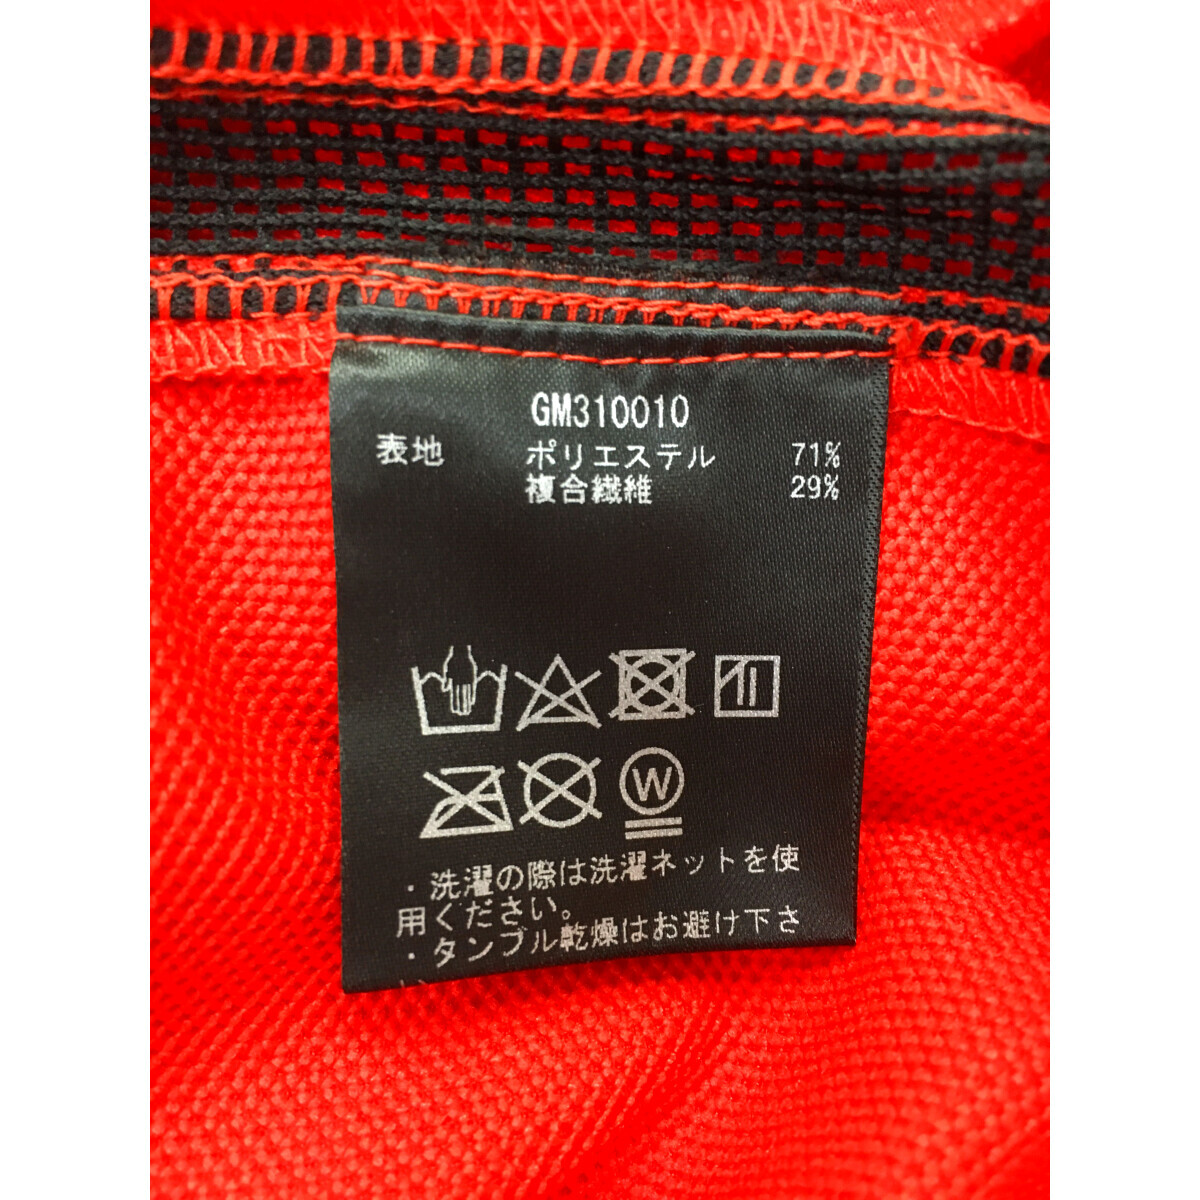 GM310010
表地 ポリエステル 71%
複合繊維 29%
W
・洗濯の際は洗濯ネットを使
用ください。
・タンブル乾燥はお避け下さ